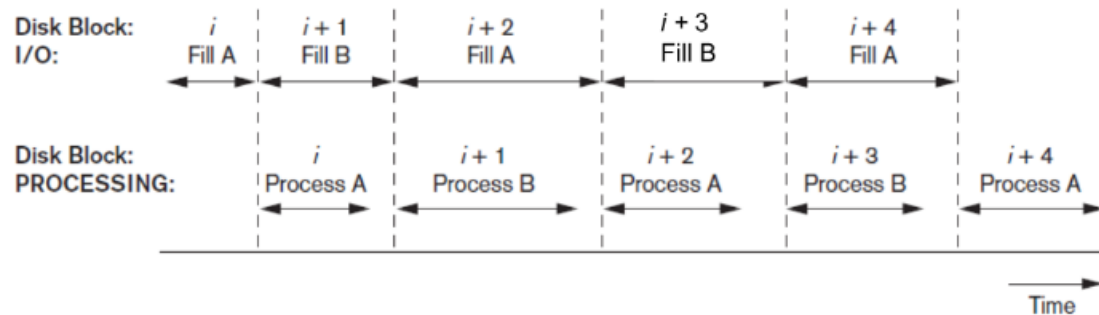 Disk Block: i i + 1 i + 2 i + 3 i + 4
I/O: Fill A Fill B Fill A Fill B Fill A
Disk Block: i i + 1 i + 2 i + 3 i + 4
PROCESSING: Process A Process B Process A Process B Process A
Time